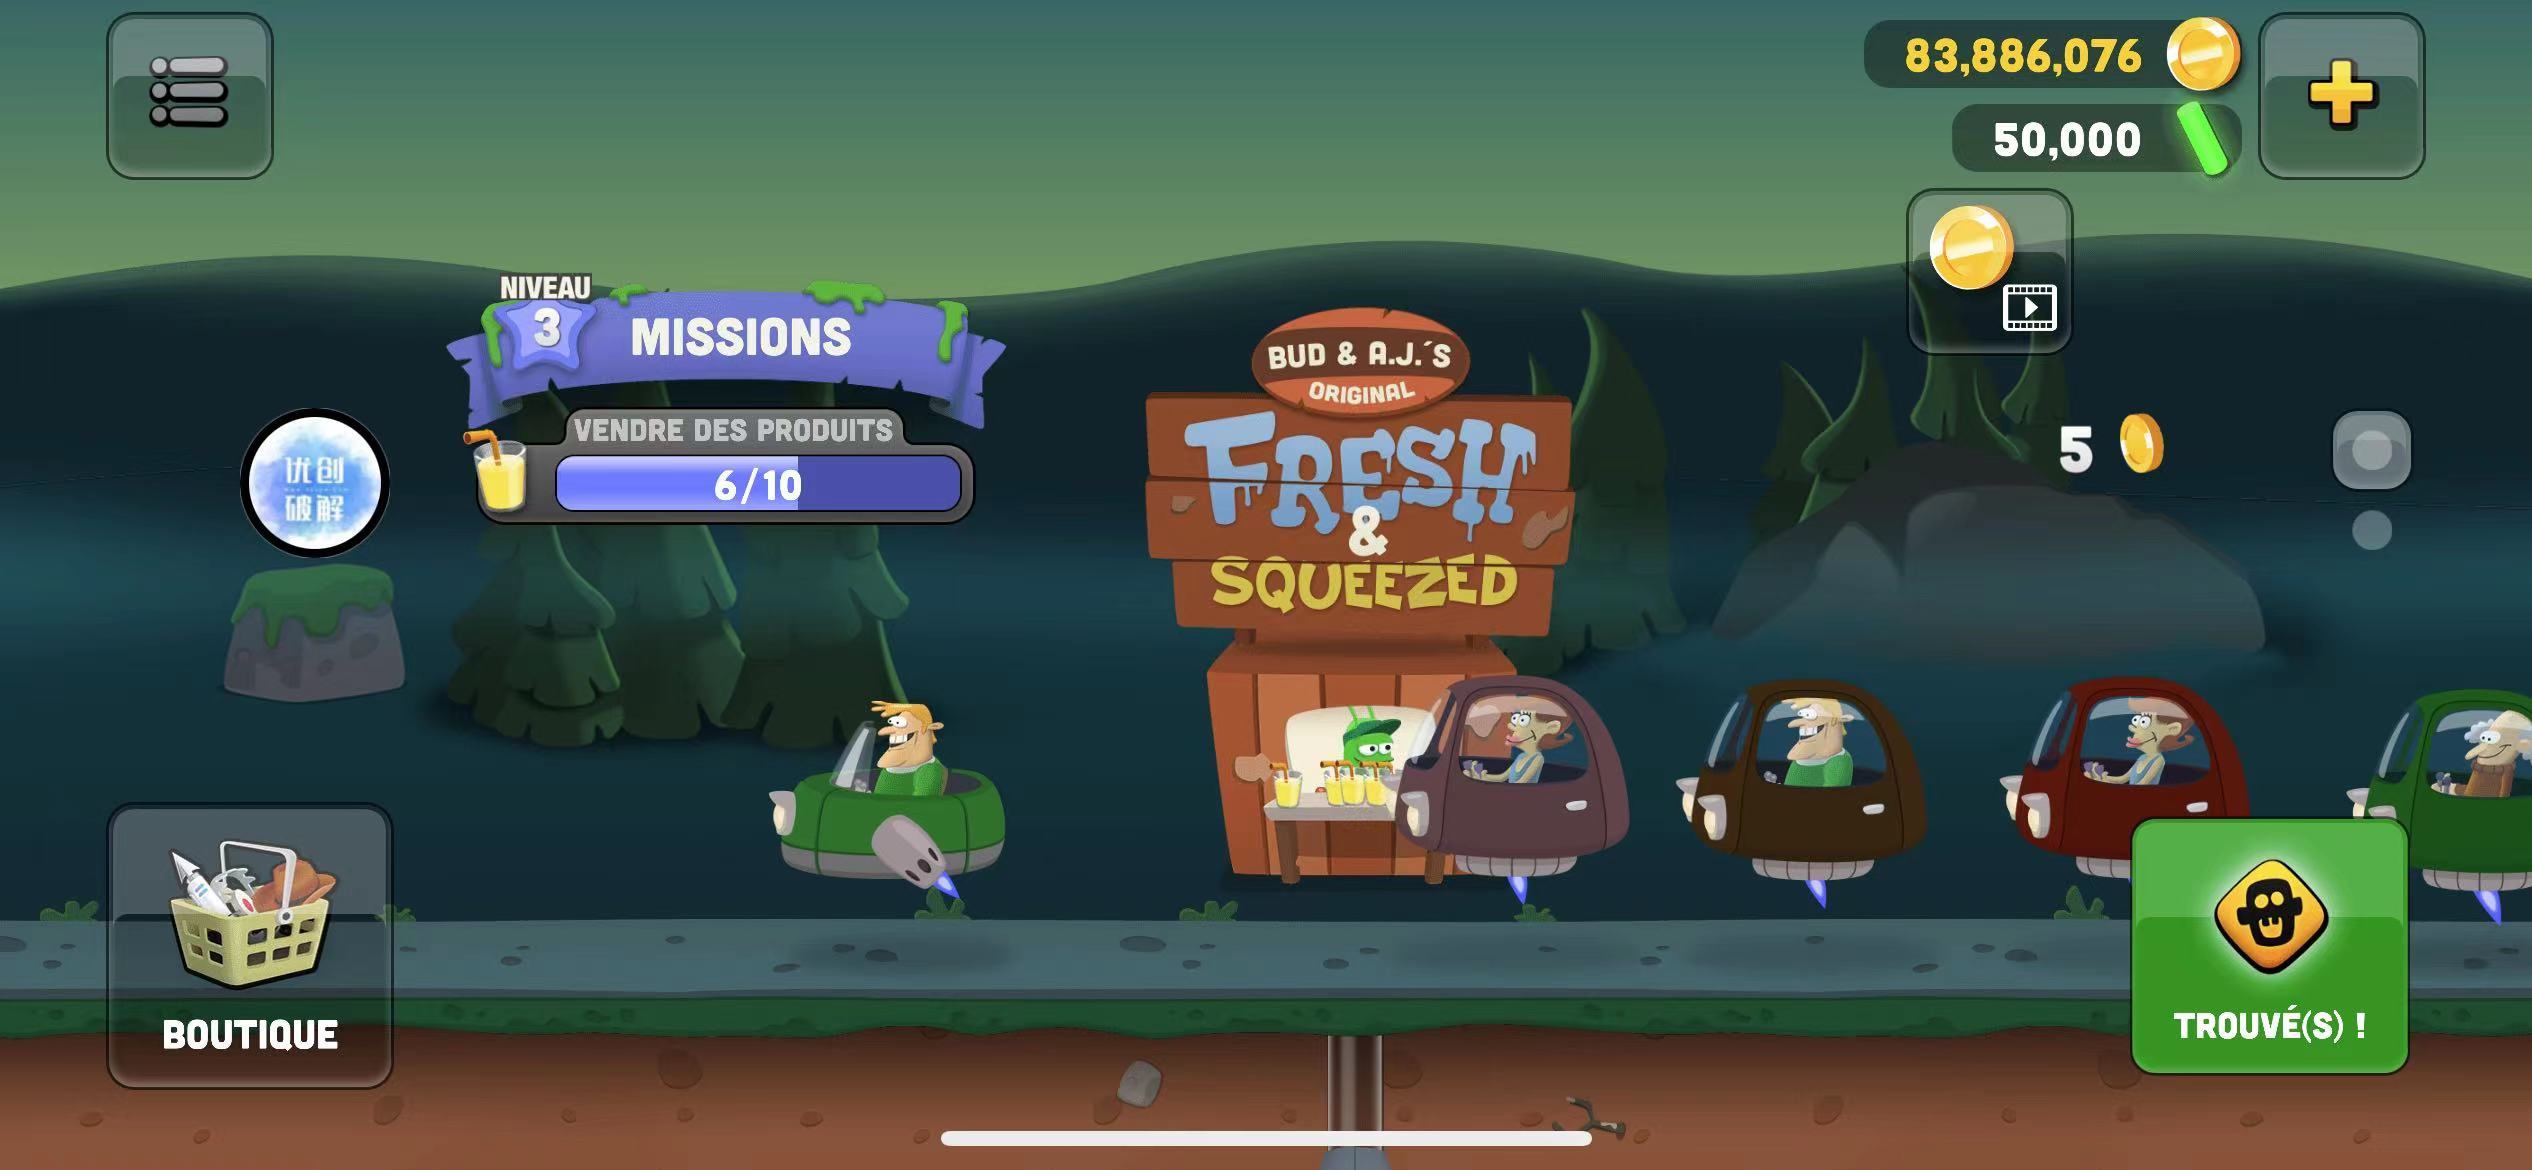 83,886,076
50,000
NIVEAU
3
MISSIONS
VENDRE DES PRODUITS
6/10
优创
破解
BUD & A.J.´S
ORIGINAL
FRESH
&
SQUEEZED
5
BOUTIQUE
TROUVÉ(S) !